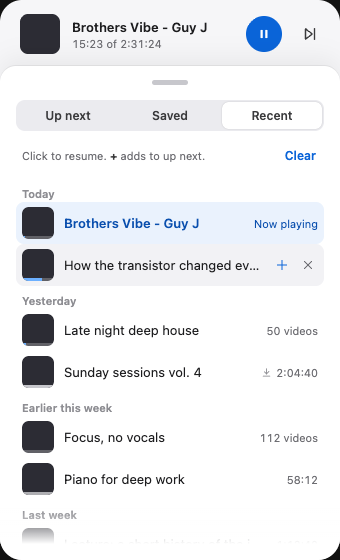 Brothers Vibe - Guy J
15:23 of 2:31:24
Up next Saved Recent
Click to resume. + adds to up next. Clear
Today
Brothers Vibe - Guy J Now playing
How the transistor changed ev...
Yesterday
Late night deep house 50 videos
Sunday sessions vol. 4 2:04:40
Earlier this week
Focus, no vocals 112 videos
Piano for deep work 58:12
Last week